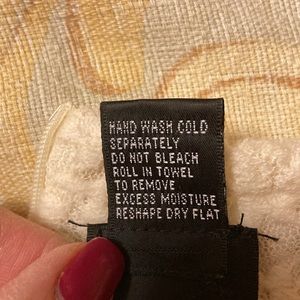 HAND WASH COLD
SEPARATELY
DO NOT BLEACH
ROLL IN TOWEL
TO REMOVE
EXCESS MOISTURE
RESHAPE DRY FLAT